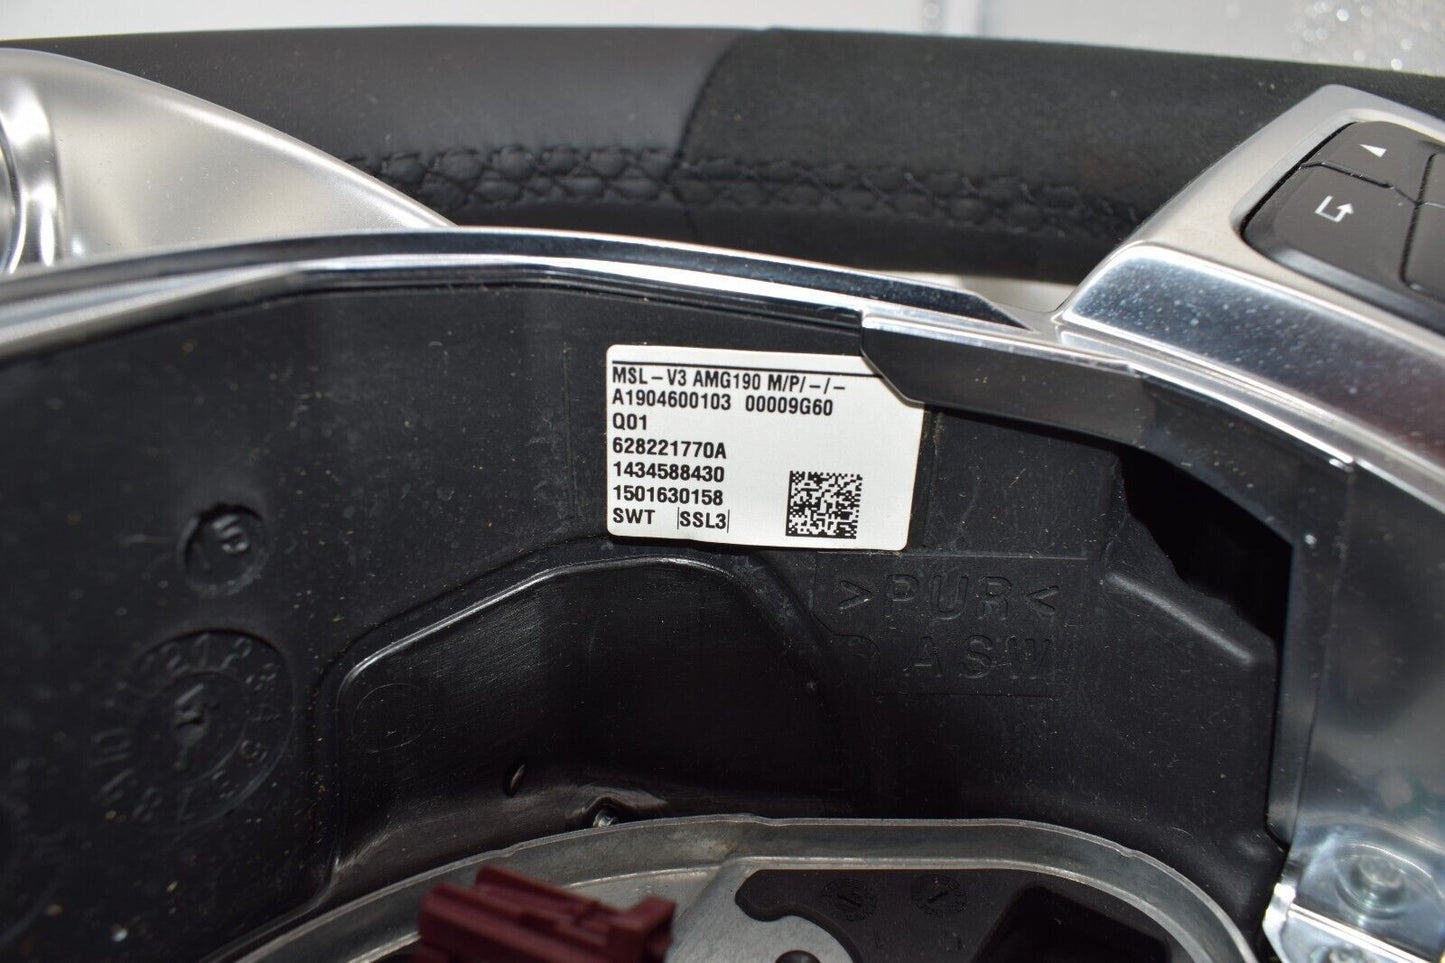 MSL-V3 AMG190 M/P/-/-
A1904600103 00009G60
Q01
628221770A
1434588430
1501630158
SWT |SSL3|
>PUR<
ASW